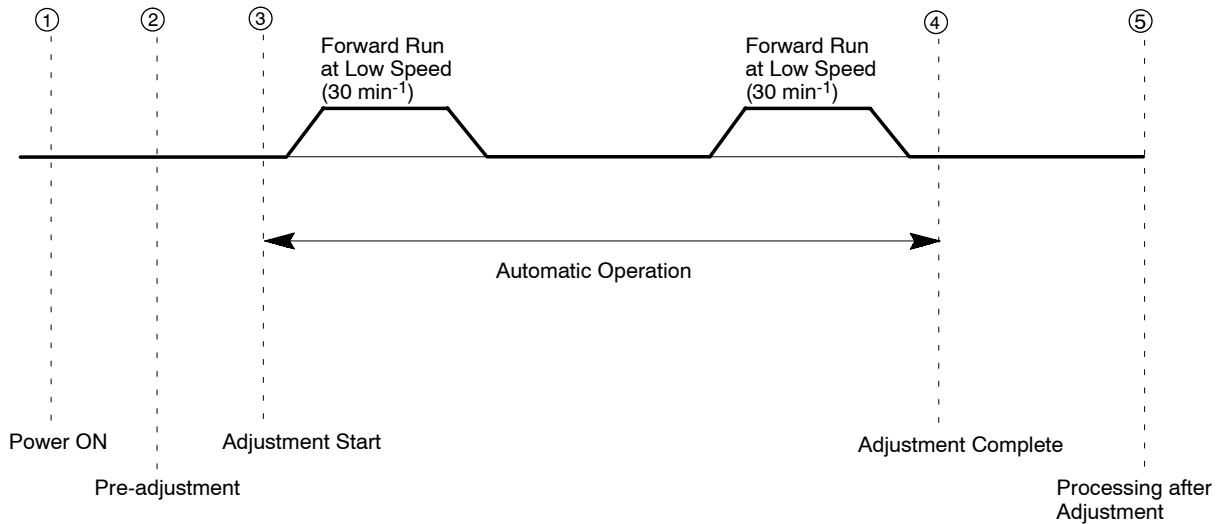 ① ② ③ ④ ⑤
Forward Run
at Low Speed
(30 min⁻¹)
Forward Run
at Low Speed
(30 min⁻¹)
Automatic Operation
Power ON
Adjustment Start
Adjustment Complete
Pre-adjustment
Processing after
Adjustment